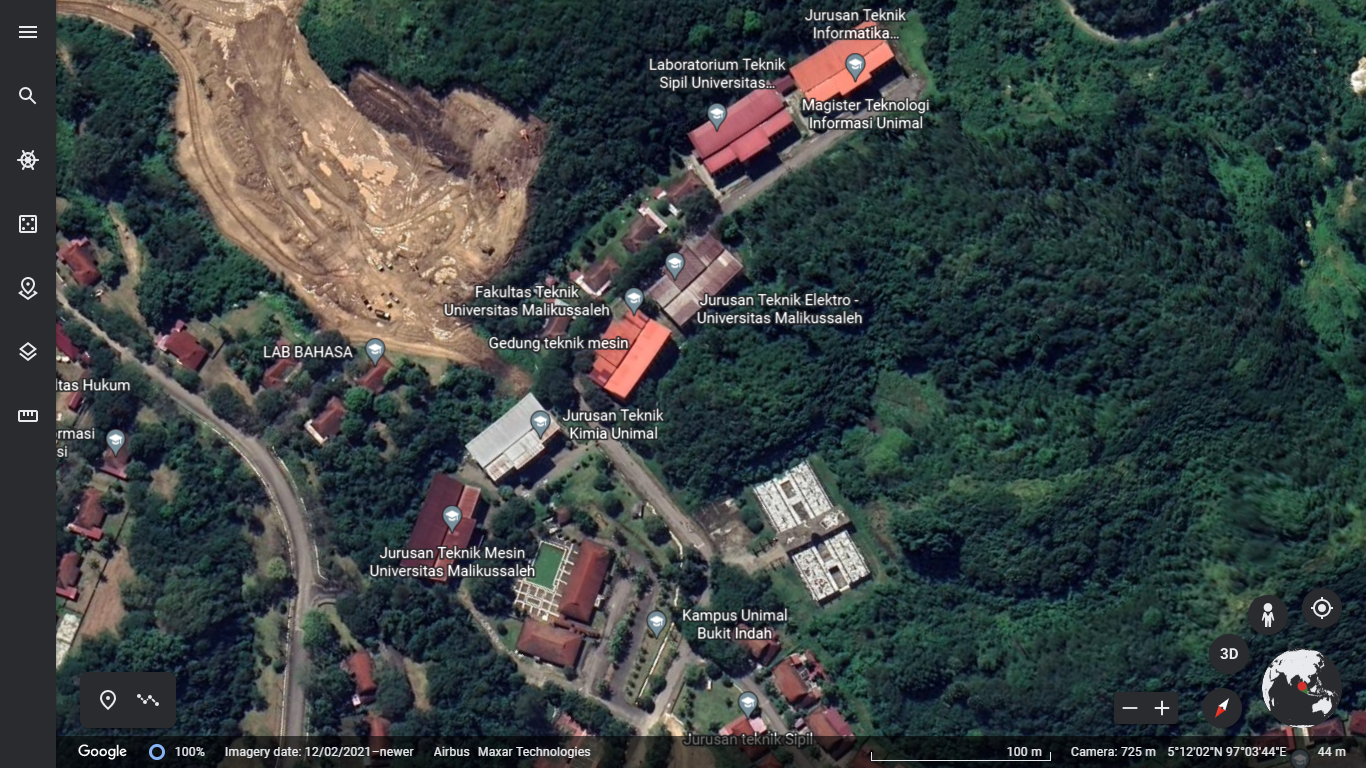 Jurusan Teknik
Informatika...
Laboratorium Teknik
Sipil Universitas...
Magister Teknologi
Informasi Unimal
Fakultas Teknik
Universitas Malikussaleh
Jurusan Teknik Elektro -
Universitas Malikussaleh
Gedung teknik mesin
LAB BAHASA
ltas Hukum
Jurusan Teknik
Kimia Unimal
rmasi
si
Jurusan Teknik Mesin
Universitas Malikussaleh
Kampus Unimal
Bukit Indah
3D
Jurusan teknik Sipil
Google 100% Imagery date: 12/02/2021–newer Airbus Maxar Technologies 100 m Camera: 725 m 5°12'02"N 97°03'44"E 44 m